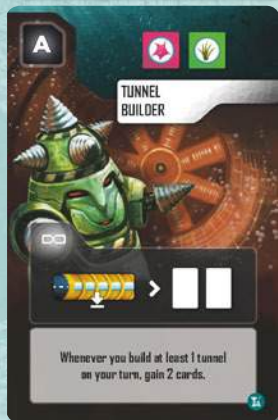 A
TUNNEL
BUILDER
Whenever you build at least 1 tunnel
on your turn, gain 2 cards.